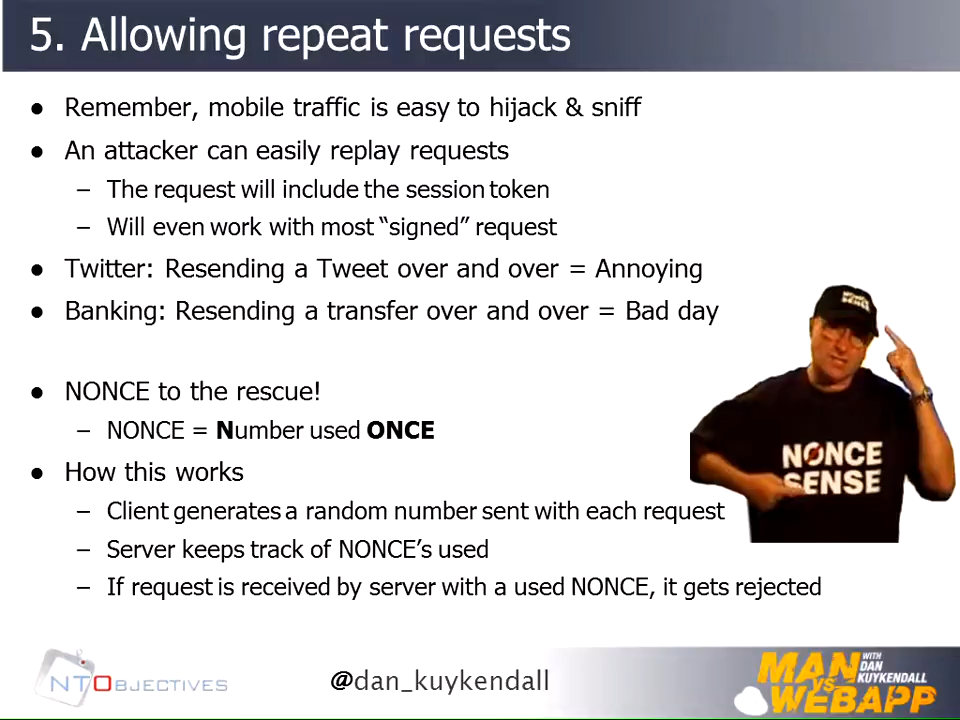 5. Allowing repeat requests
● Remember, mobile traffic is easy to hijack & sniff
● An attacker can easily replay requests
– The request will include the session token
– Will even work with most “signed” request
● Twitter: Resending a Tweet over and over = Annoying
● Banking: Resending a transfer over and over = Bad day
● NONCE to the rescue!
– NONCE = Number used ONCE
● How this works
– Client generates a random number sent with each request
– Server keeps track of NONCE’s used
– If request is received by server with a used NONCE, it gets rejected
NONCE
SENSE
NONCE
SENSE
NTOBJECTIVES
@dan_kuykendall
MAN WITH DAN KUYKENDALL
VS
WEBAPP